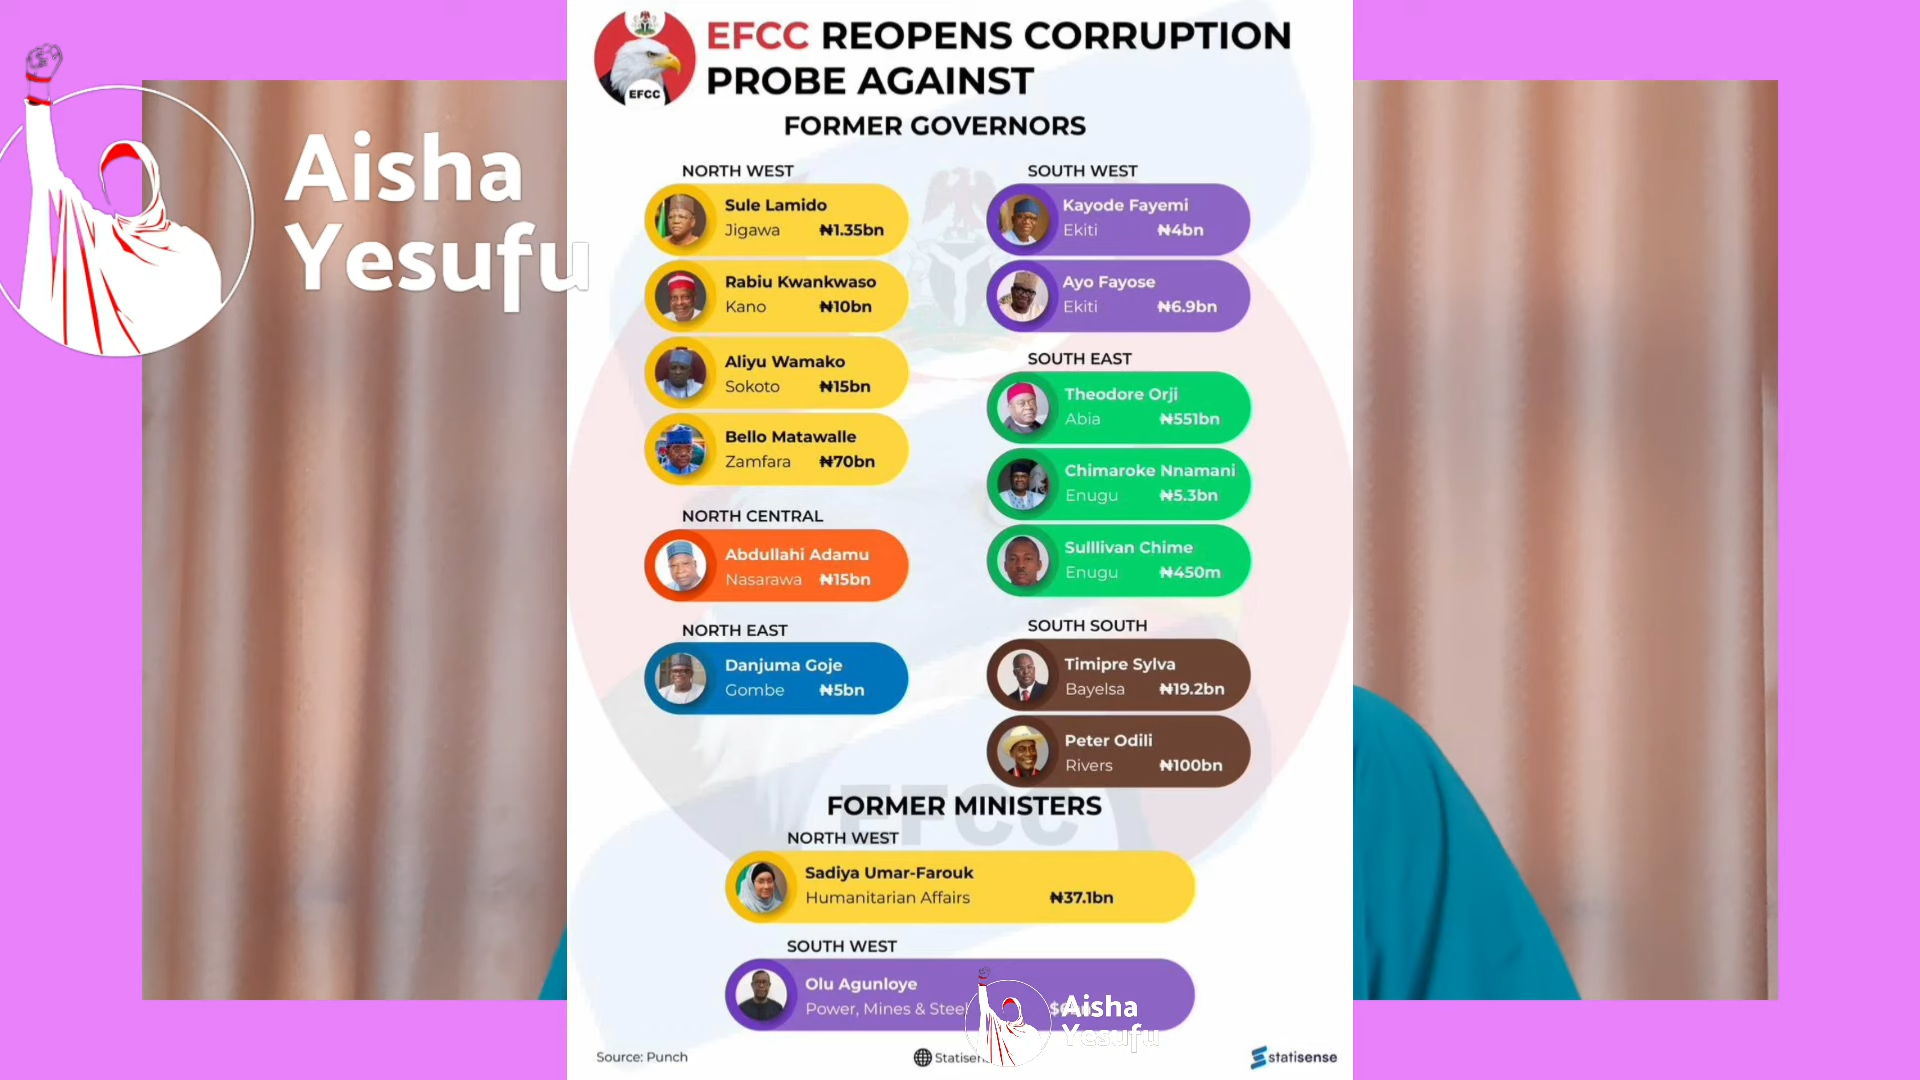 Aisha
Yesufu
EFCC
EFCC REOPENS CORRUPTION
PROBE AGAINST
FORMER GOVERNORS
NORTH WEST
Sule Lamido
Jigawa ₦1.35bn
Rabiu Kwankwaso
Kano ₦10bn
Aliyu Wamako
Sokoto ₦15bn
Bello Matawalle
Zamfara ₦70bn
NORTH CENTRAL
Abdullahi Adamu
Nasarawa ₦15bn
NORTH EAST
Danjuma Goje
Gombe ₦5bn
SOUTH WEST
Kayode Fayemi
Ekiti ₦4bn
Ayo Fayose
Ekiti ₦6.9bn
SOUTH EAST
Theodore Orji
Abia ₦551bn
Chimaroke Nnamani
Enugu ₦5.3bn
Sulllivan Chime
Enugu ₦450m
SOUTH SOUTH
Timipre Sylva
Bayelsa ₦19.2bn
Peter Odili
Rivers ₦100bn
EFCC
FORMER MINISTERS
NORTH WEST
Sadiya Umar-Farouk
Humanitarian Affairs ₦37.1bn
SOUTH WEST
Olu Agunloye
Power, Mines & Steel
Aisha
Yesufu
Source: Punch
statisense